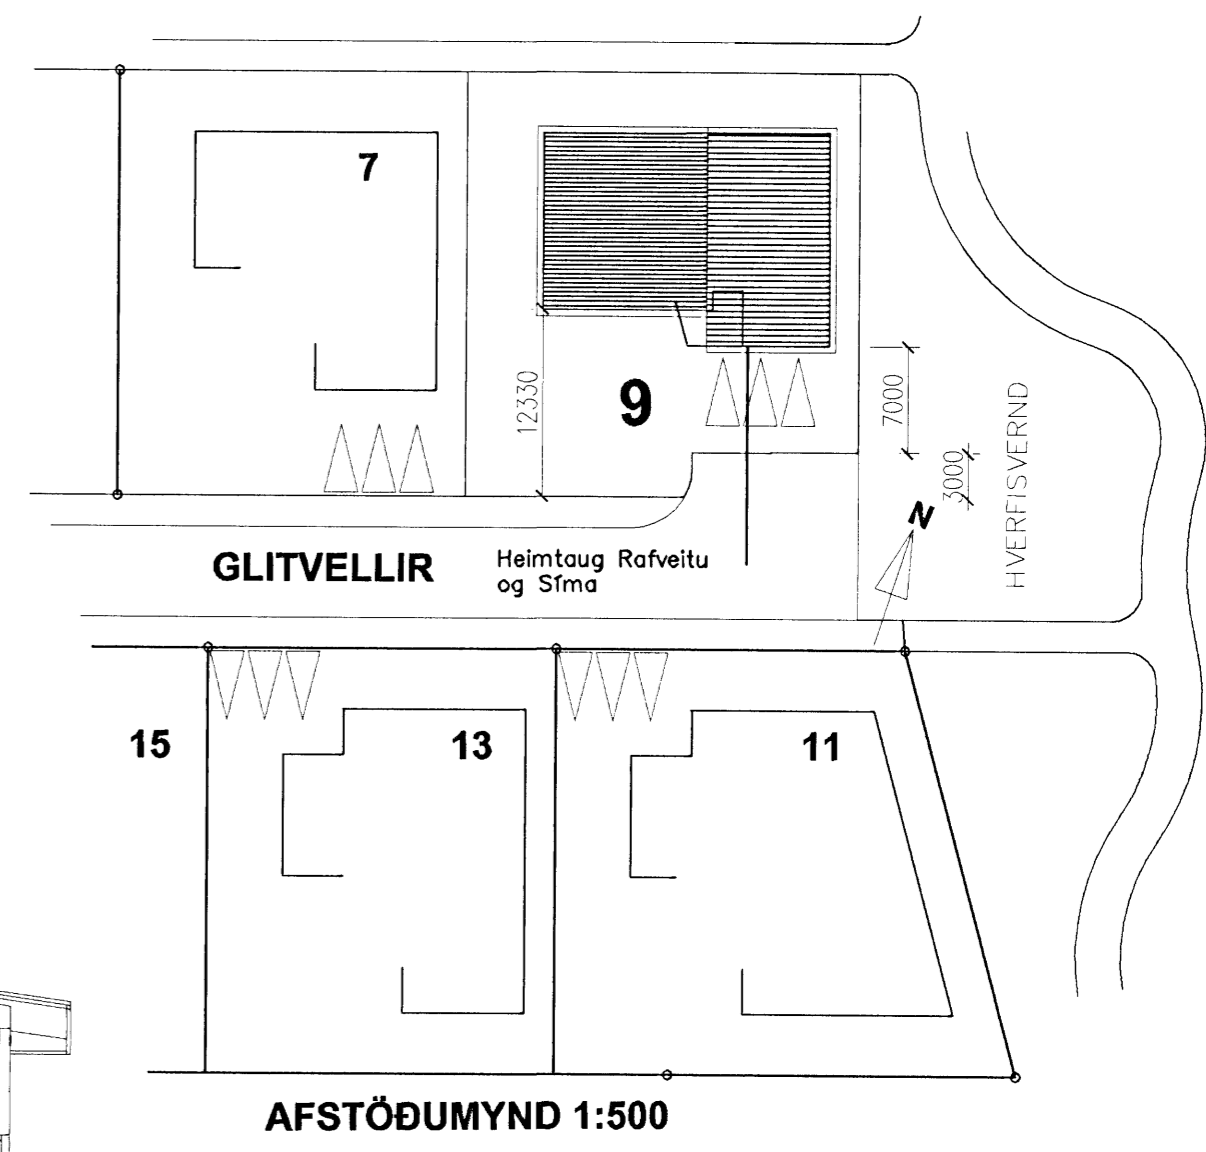 7
9
12330
7000
3000
HVERFISVERND
N
GLITVELLIR
Heimtaug Rafveitu
og Síma
15
13
11
AFSTÖÐUMYND 1:500